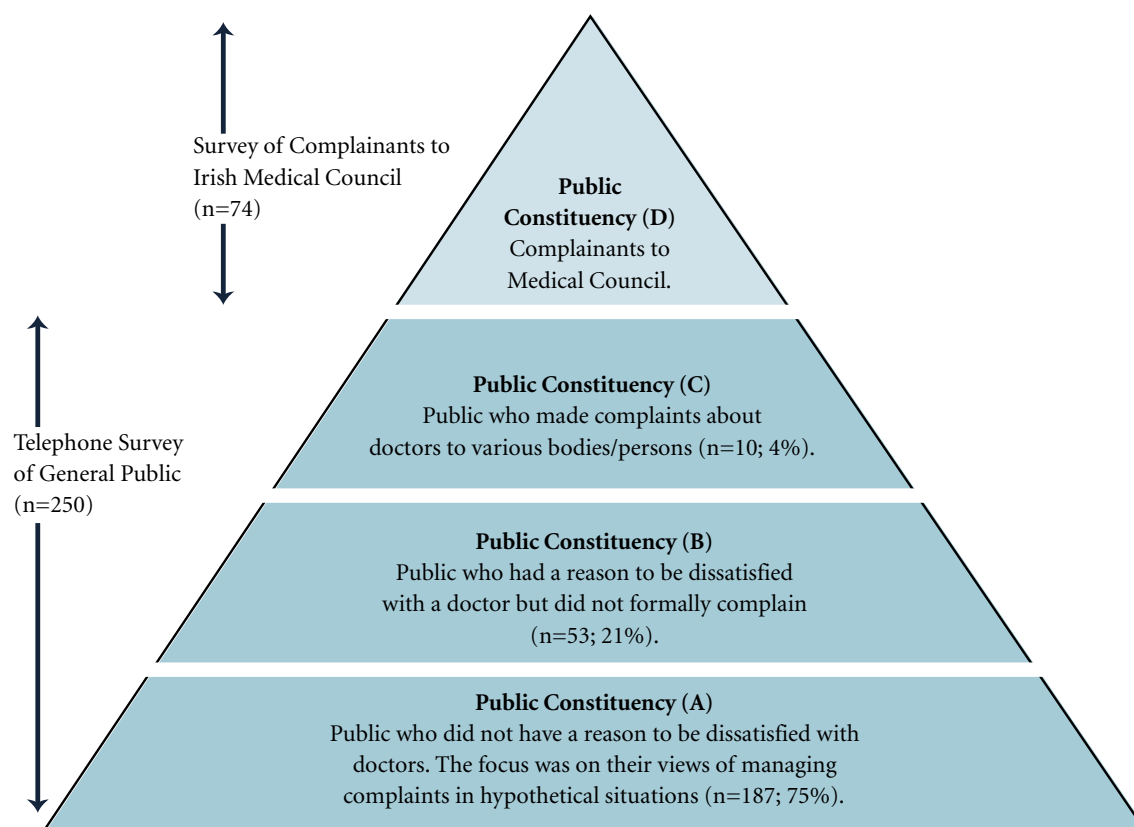 Survey of Complainants to
Irish Medical Council
(n=74)
Public
Constituency (D)
Complainants to
Medical Council.
Telephone Survey
of General Public
(n=250)
Public Constituency (C)
Public who made complaints about
doctors to various bodies/persons (n=10; 4%).
Public Constituency (B)
Public who had a reason to be dissatisfied
with a doctor but did not formally complain
(n=53; 21%).
Public Constituency (A)
Public who did not have a reason to be dissatisfied with
doctors. The focus was on their views of managing
complaints in hypothetical situations (n=187; 75%).